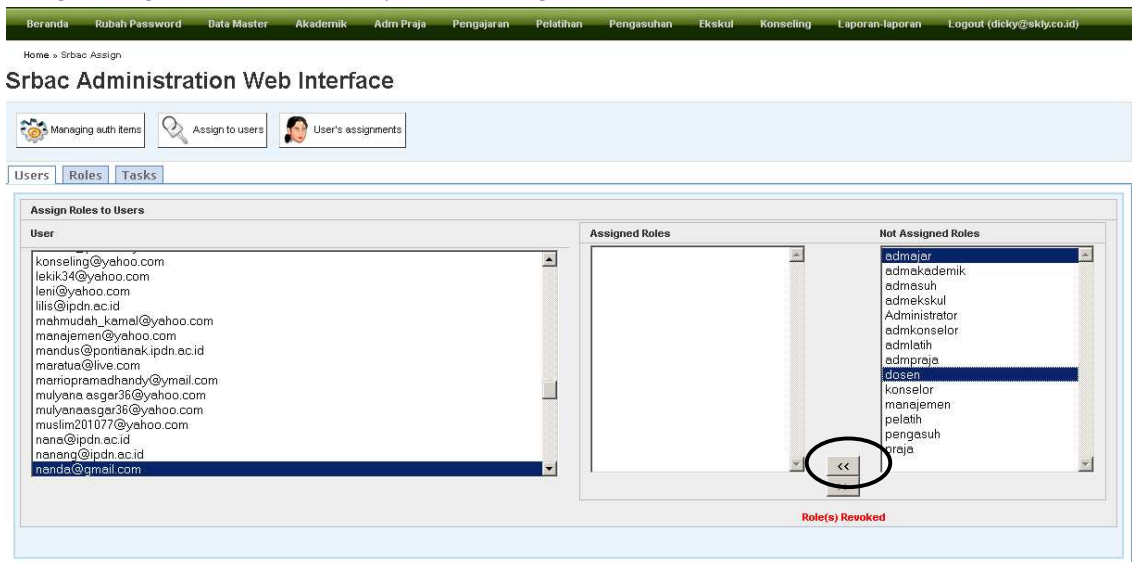 Beranda Rubah Password Data Master Akademik Adm Praja Pengajaran Pelatihan Pengasuhan Ekskul Konseling Laporan-laporan Logout (dicky@skly.co.id)
Home » Srbac Assign
Srbac Administration Web Interface
Managing auth items Assign to users User's assignments
Users Roles Tasks
Assign Roles to Users
User Assigned Roles Not Assigned Roles
konseling@yahoo.com
lekik34@yahoo.com
leni@yahoo.com
lilis@ipdn.ac.id
mahmudah_kamal@yahoo.com
manajemen@yahoo.com
mandus@pontianak.ipdn.ac.id
maratua@live.com
marriopramadhandy@ymail.com
mulyana asgar36@yahoo.com
mulyanaasgar36@yahoo.com
muslim201077@yahoo.com
nana@ipdn.ac.id
nanang@ipdn.ac.id
nanda@gmail.com
admajar
admakademik
admasuh
admekskul
Administrator
admkonselor
admlatih
admpraja
dosen
konselor
manajemen
pelatih
pengasuh
praja
<<
Role(s) Revoked